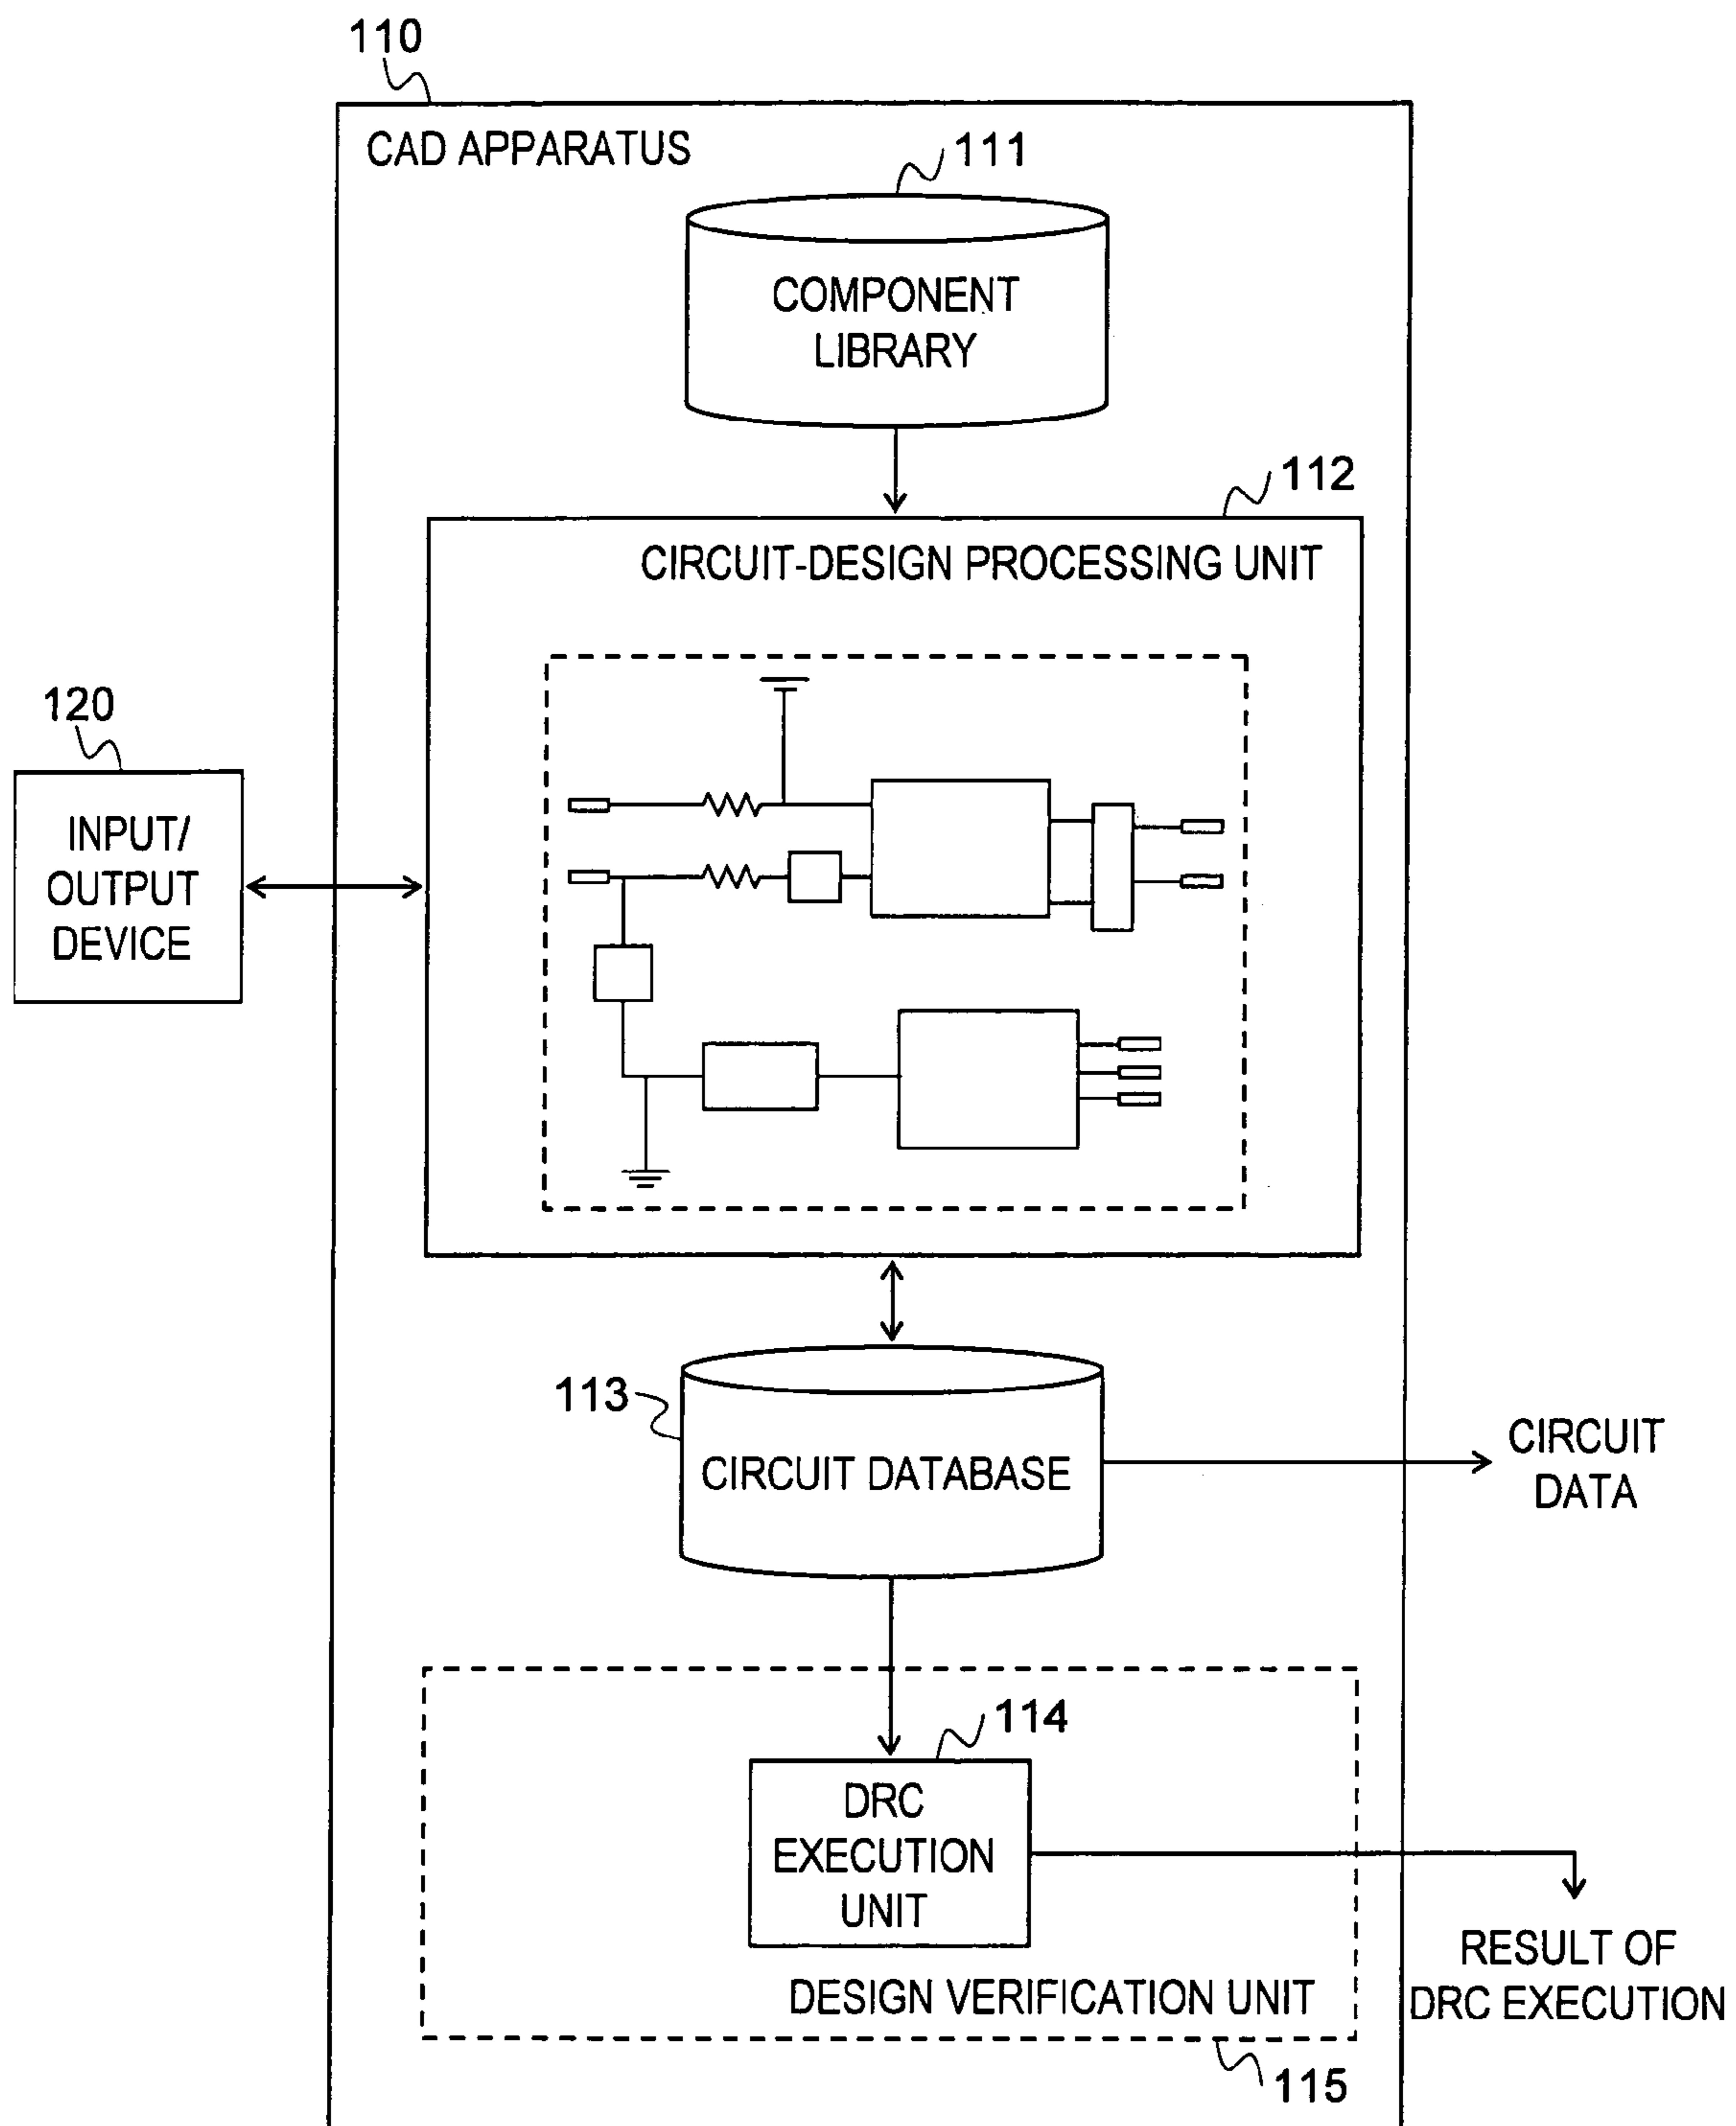 110
CAD APPARATUS
111
COMPONENT
LIBRARY
112
CIRCUIT-DESIGN PROCESSING UNIT
120
INPUT/
OUTPUT
DEVICE
113
CIRCUIT DATABASE
CIRCUIT
DATA
114
DRC
EXECUTION
UNIT
DESIGN VERIFICATION UNIT
RESULT OF
DRC EXECUTION
115